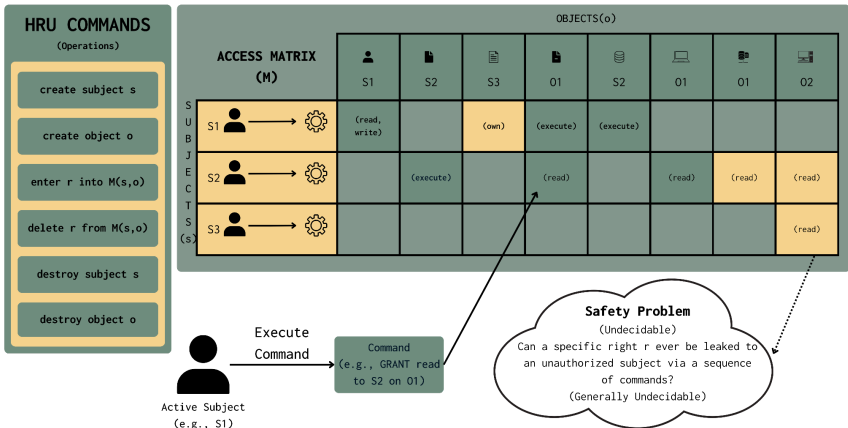 HRU COMMANDS
(Operations)
create subject s
create object o
enter r into M(s,o)
delete r from M(s,o)
destroy subject s
destroy object o
OBJECTS(o)
ACCESS MATRIX
(M)
S1 S2 S3 O1 S2 O1 O1 O2
SUBJECTS
(s)
S1
(read,
write)
(own)
(execute)
(execute)
S2
(execute)
(read)
(read)
(read)
(read)
S3
(read)
Execute
Command
Active Subject
(e.g., S1)
Command
(e.g., GRANT read
to S2 on O1)
Safety Problem
(Undecidable)
Can a specific right r ever be leaked to
an unauthorized subject via a sequence
of commands?
(Generally Undecidable)